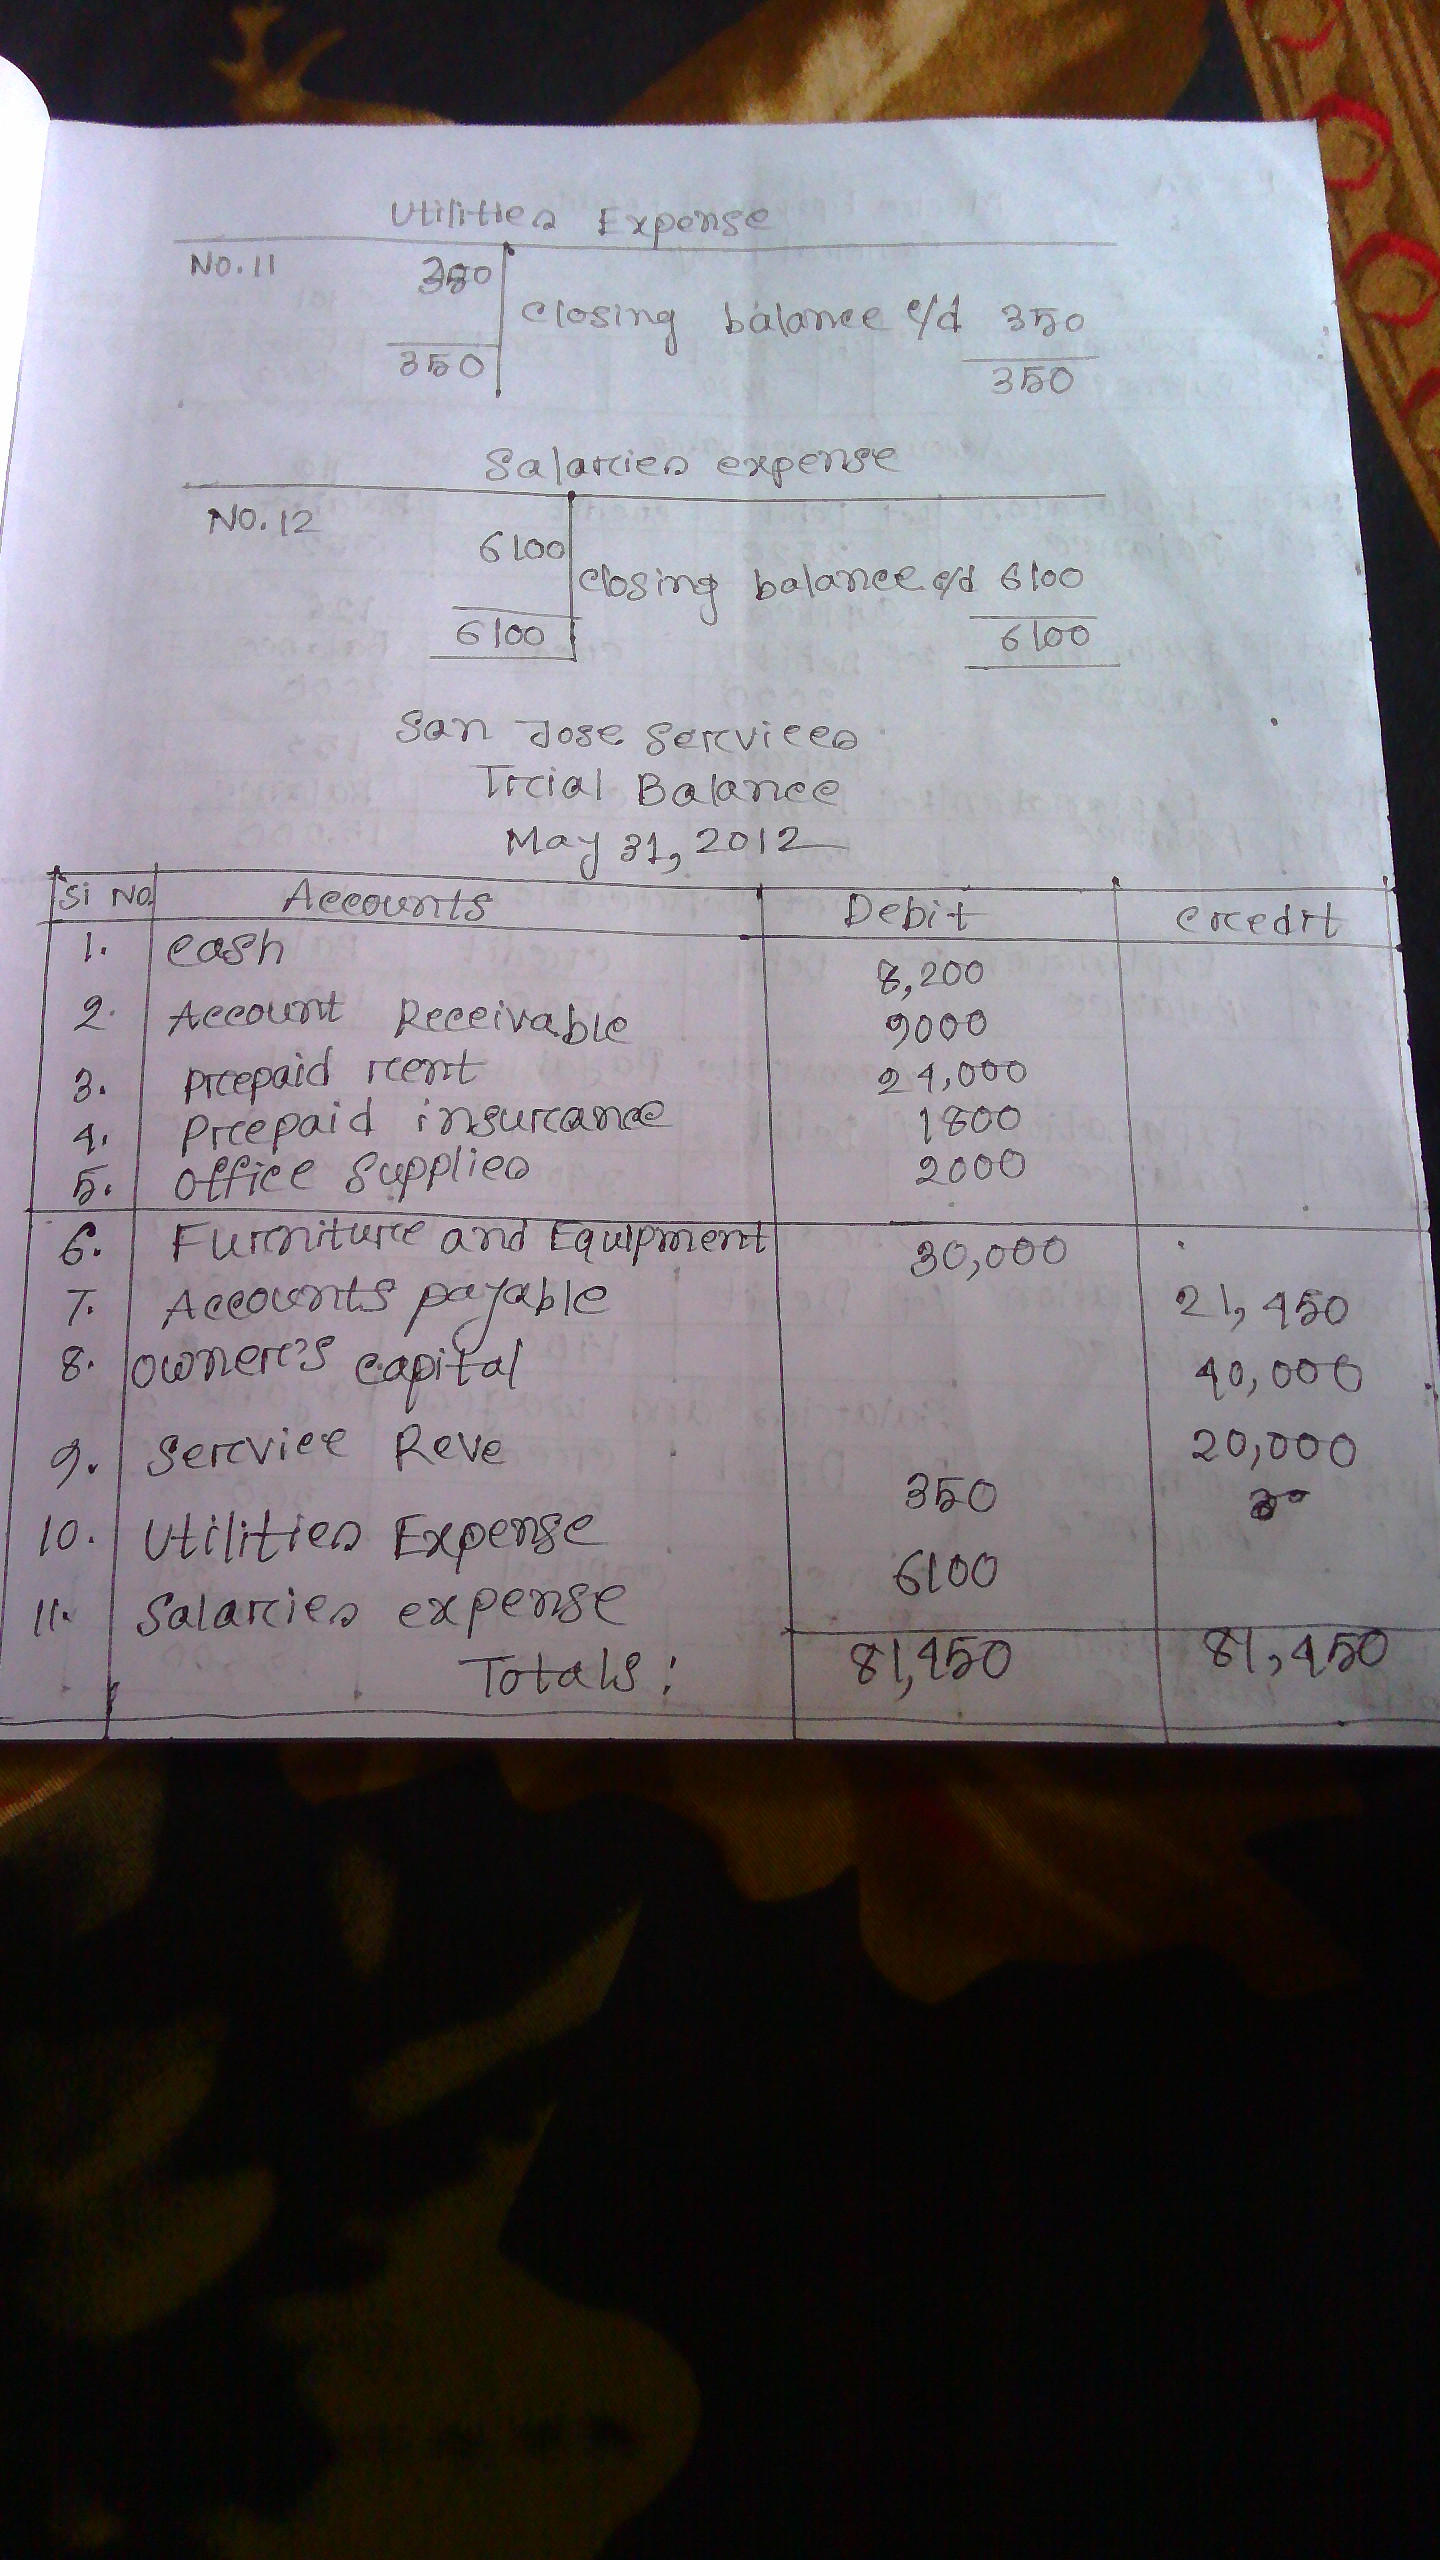 Utilities Expense
No. 11 350
closing balance c/d 350
350 350
Salaries expense
No. 12 6100
closing balance c/d 6100
6100 6100
San Jose Services
Trial Balance
May 31, 2012
Si No. Accounts Debit credit
1. cash 8,200
2. Account Receivable 9000
3. prepaid rent 24,000
4. prepaid insurance 1800
5. office supplies 2000
6. Furniture and Equipment 30,000
7. Accounts payable 21,450
8. owner's capital 40,000
9. Service Reve 20,000
10. Utilities Expense 350
11. Salaries expense 6100
Totals: 81,450 81,450